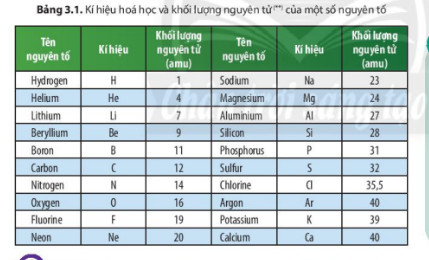 Bảng 3.1. Kí hiệu hoá học và khối lượng nguyên tử(**) của một số nguyên tố
Tên nguyên tố Kí hiệu Khối lượng nguyên tử (amu) Tên nguyên tố Kí hiệu Khối lượng nguyên tử (amu)
Hydrogen H 1 Sodium Na 23
Helium He 4 Magnesium Mg 24
Lithium Li 7 Aluminium Al 27
Beryllium Be 9 Silicon Si 28
Boron B 11 Phosphorus P 31
Carbon C 12 Sulfur S 32
Nitrogen N 14 Chlorine Cl 35,5
Oxygen O 16 Argon Ar 40
Fluorine F 19 Potassium K 39
Neon Ne 20 Calcium Ca 40